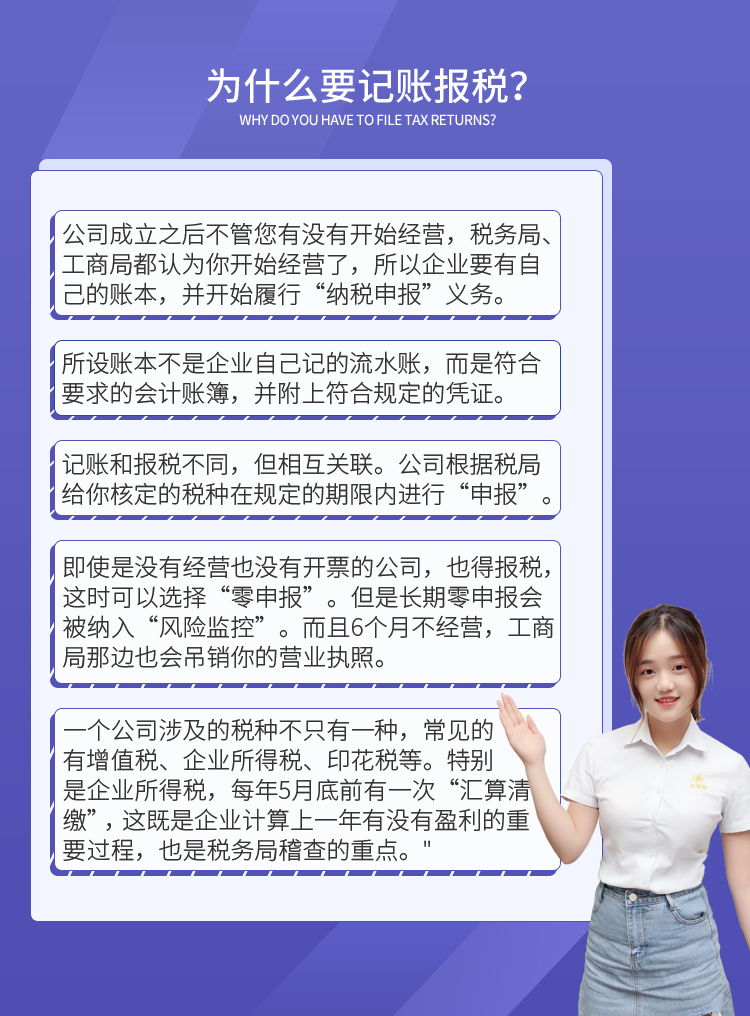 为什么要记账报税？
WHY DO YOU HAVE TO FILE TAX RETURNS?
公司成立之后不管您有没有开始经营，税务局、
工商局都认为你开始经营了，所以企业要有自
己的账本，并开始履行“纳税申报”义务。
所设账本不是企业自己记的流水账，而是符合
要求的会计账簿，并附上符合规定的凭证。
记账和报税不同，但相互关联。公司根据税局
给你核定的税种在规定的期限内进行“申报”。
即使是没有经营也没有开票的公司，也得报税，
这时可以选择“零申报”。但是长期零申报会
被纳入“风险监控”。而且6个月不经营，工商
局那边也会吊销你的营业执照。
一个公司涉及的税种不只有一种，常见的
有增值税、企业所得税、印花税等。特别
是企业所得税，每年5月底前有一次“汇算清
缴”，这既是企业计算上一年有没有盈利的重
要过程，也是税务局稽查的重点。"